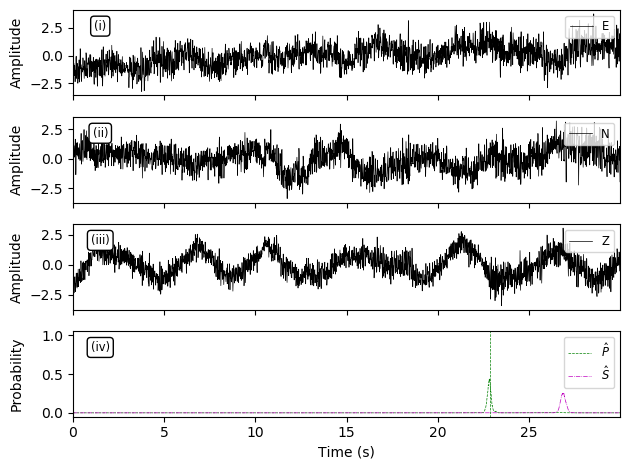 (i)
E
Amplitude
2.5
0.0
−2.5
(ii)
N
Amplitude
2.5
0.0
−2.5
(iii)
Z
Amplitude
2.5
0.0
−2.5
(iv)
P̂
Ŝ
Probability
1.0
0.5
0.0
0 5 10 15 20 25
Time (s)